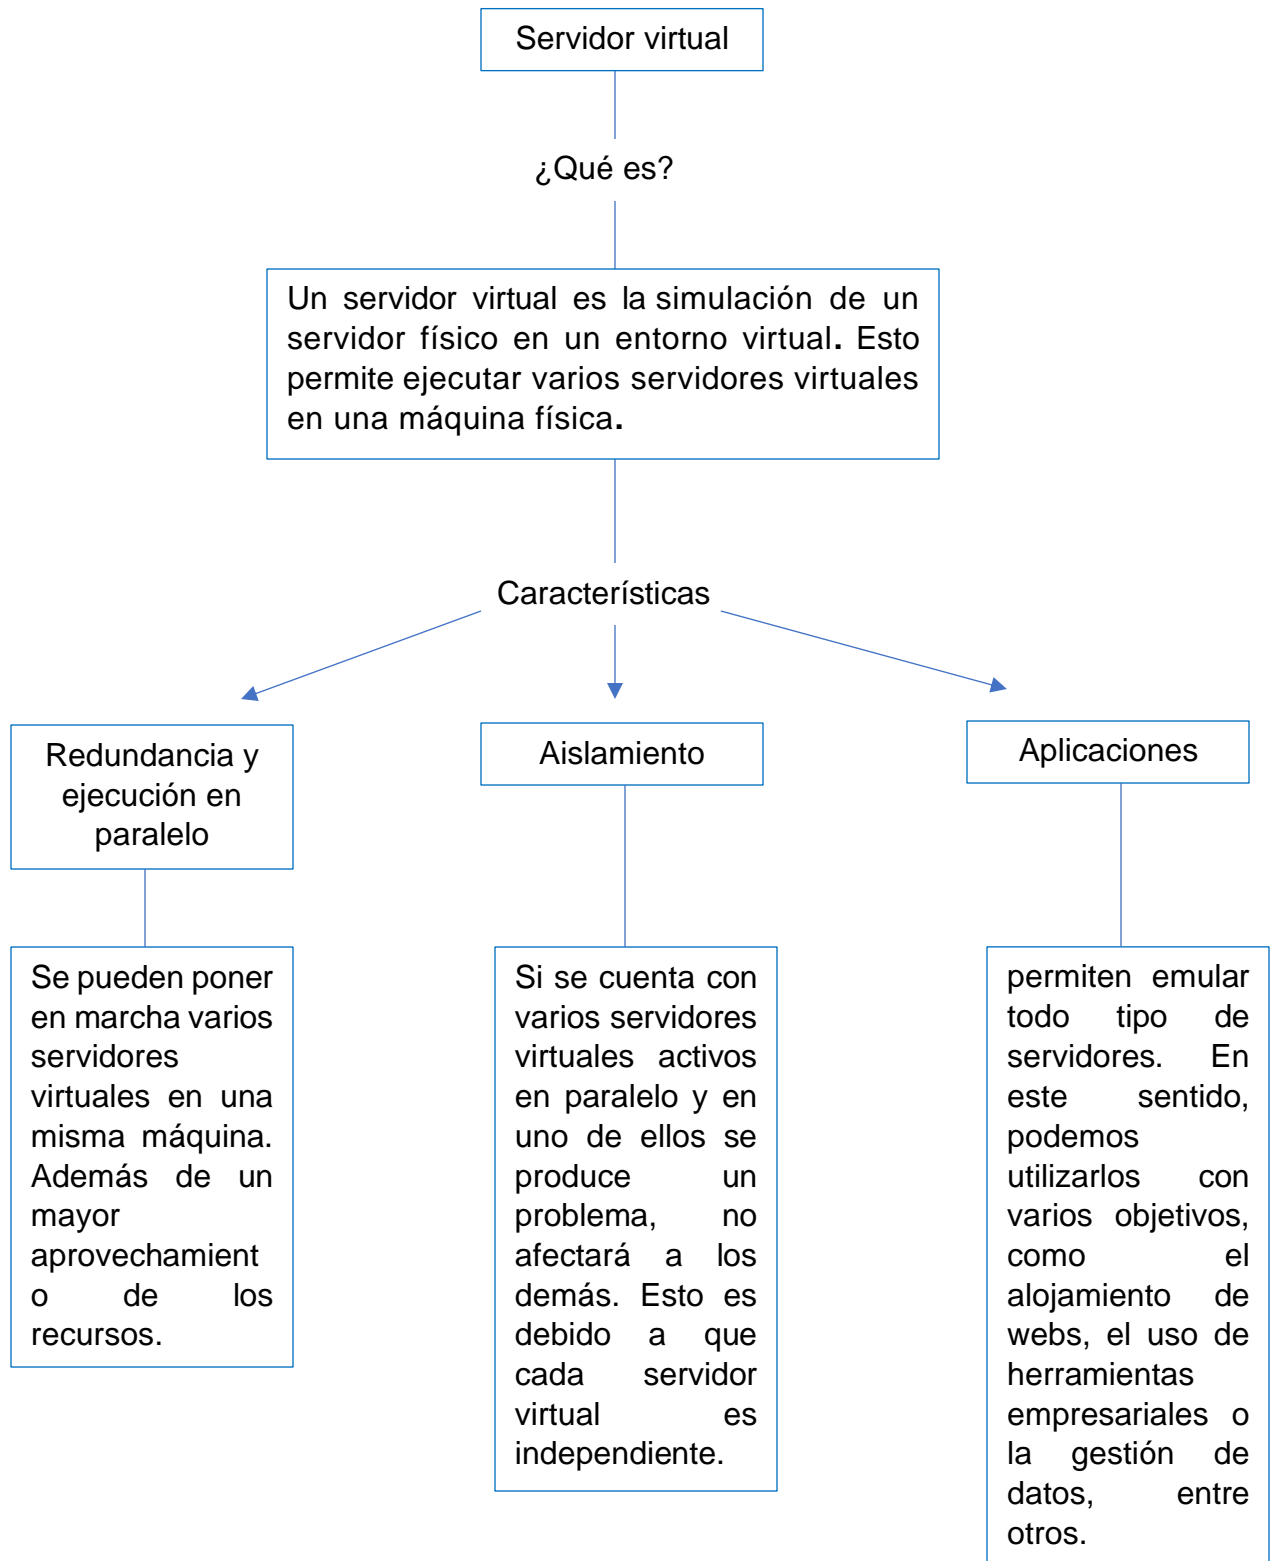 Servidor virtual
¿Qué es?
Un servidor virtual es la simulación de un
servidor físico en un entorno virtual. Esto
permite ejecutar varios servidores virtuales
en una máquina física.
Característísticas
Redundancia y
ejecución en
paralelo
Aislamiento
Aplicaciones
Se pueden poner
en marcha varios
servidores
virtuales en una
misma máquina.
Además de un
mayor
aprovechamient
o de los
recursos.
Si se cuenta con
varios servidores
virtuales activos
en paralelo y en
uno de ellos se
produce un
problema, no
afectará a los
demás. Esto es
debido a que
cada servidor
virtual es
independiente.
permiten emular
todo tipo de
servidores. En
este sentido,
podemos
utilizarlos con
varios objetivos,
como el
alojamiento de
webs, el uso de
herramientas
empresariales o
la gestión de
datos, entre
otros.